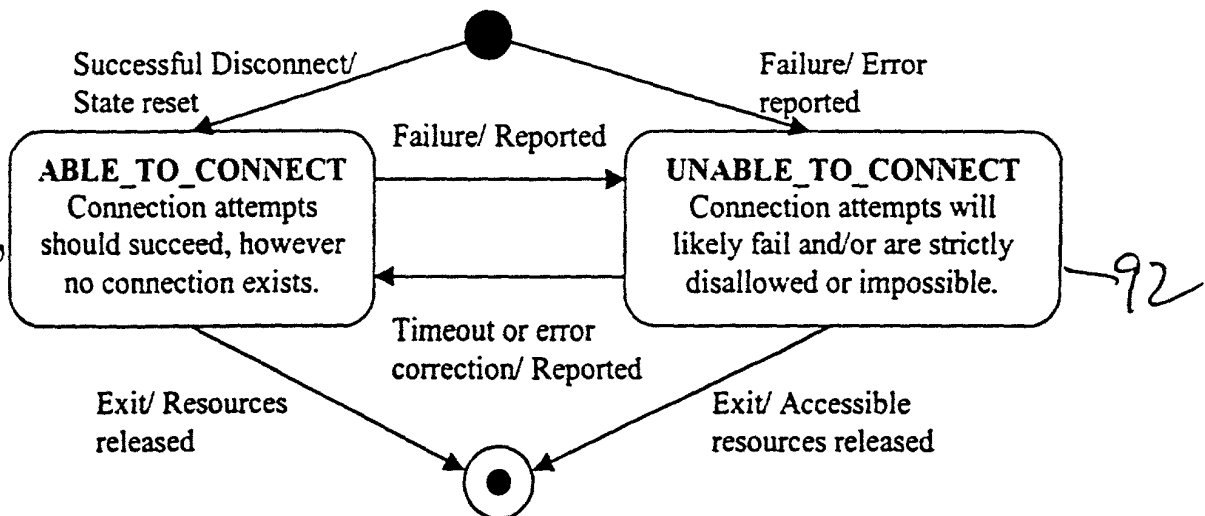 Successful Disconnect/
State reset
Failure/ Error
reported
Failure/ Reported
ABLE_TO_CONNECT
Connection attempts
should succeed, however
no connection exists.
UNABLE_TO_CONNECT
Connection attempts will
likely fail and/or are strictly
disallowed or impossible.
92
Timeout or error
correction/ Reported
Exit/ Resources
released
Exit/ Accessible
resources released